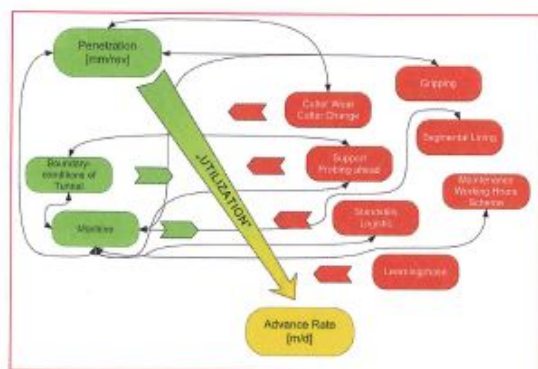 Penetration
[mm/rev]
Gripping
Cutter Wear
Cutter Change
Segmental Lining
Boundary-
conditions of
Tunnel
Support
Probing ahead
Maintenance
Working Hours
Scheme
"UTILIZATION"
Machine
Standstills
Logistic
Learningphase
Advance Rate
[m/d]